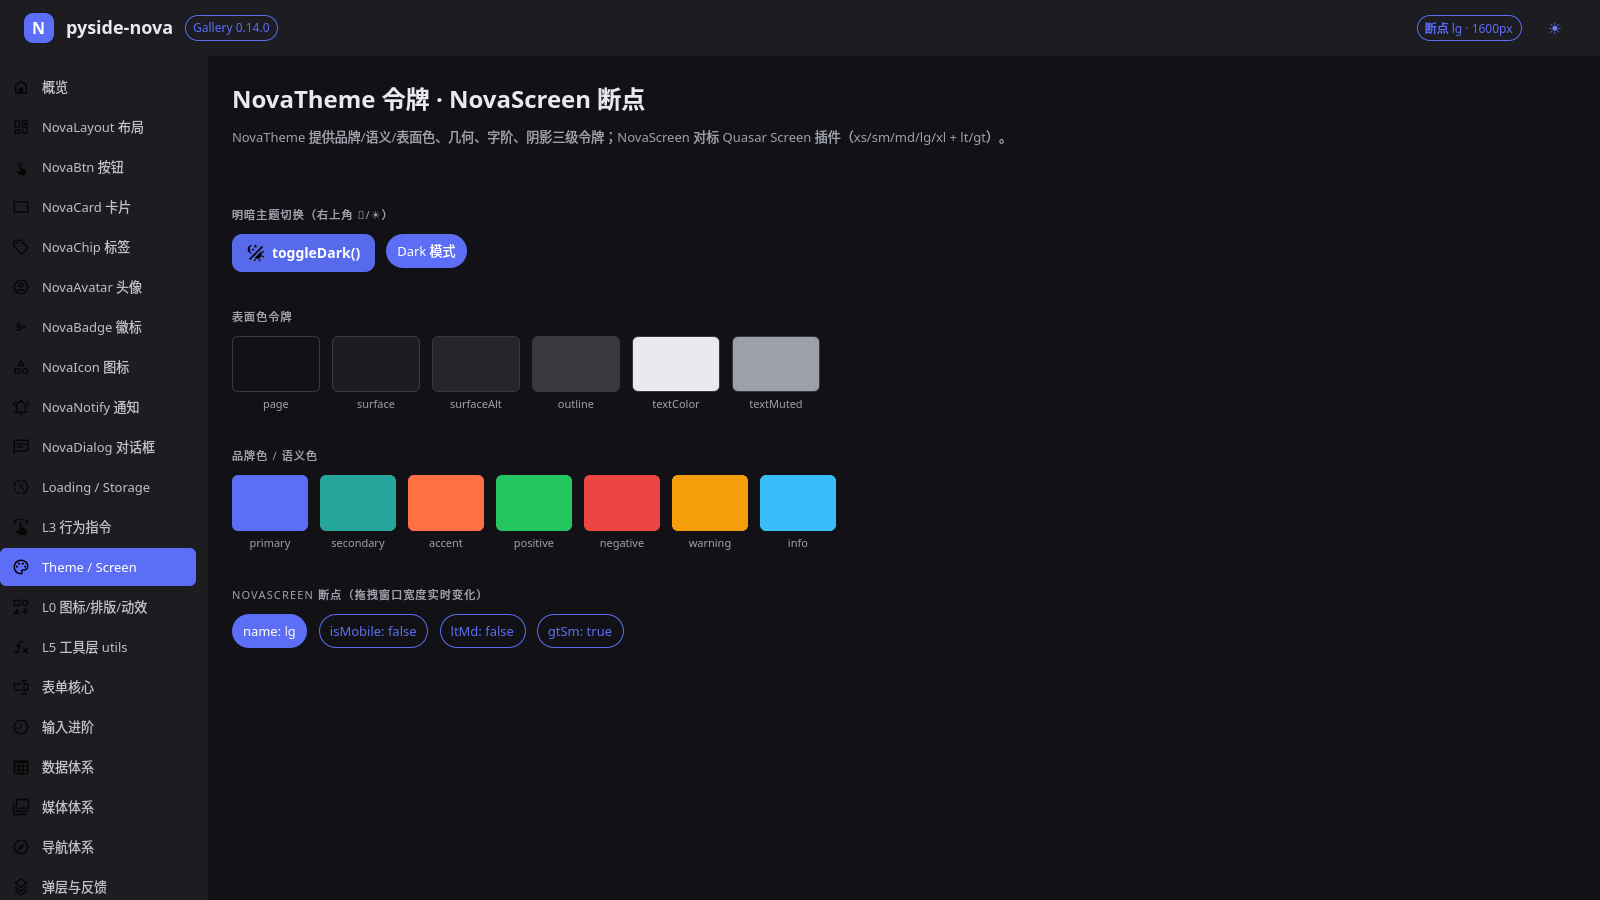 N pyside-nova Gallery 0.14.0
断点 lg · 1600px ☀
概览
NovaLayout 布局
NovaBtn 按钮
NovaCard 卡片
NovaChip 标签
NovaAvatar 头像
9+ NovaBadge 徽标
NovaIcon 图标
NovaNotify 通知
NovaDialog 对话框
Loading / Storage
L3 行为指令
Theme / Screen
L0 图标/排版/动效
L5 工具层 utils
表单核心
输入进阶
数据体系
媒体体系
导航体系
弹层与反馈
NovaTheme 令牌 · NovaScreen 断点
NovaTheme 提供品牌/语义/表面色、几何、字阶、阴影三级令牌；NovaScreen 对标 Quasar Screen 插件（xs/sm/md/lg/xl + lt/gt）。
明暗主题切换（右上角 ▯/☀）
toggleDark() Dark 模式
表面色令牌
page surface surfaceAlt outline textColor textMuted
品牌色 / 语义色
primary secondary accent positive negative warning info
NOVASCREEN 断点（拖拽窗口宽度实时变化）
name: lg isMobile: false ltMd: false gtSm: true